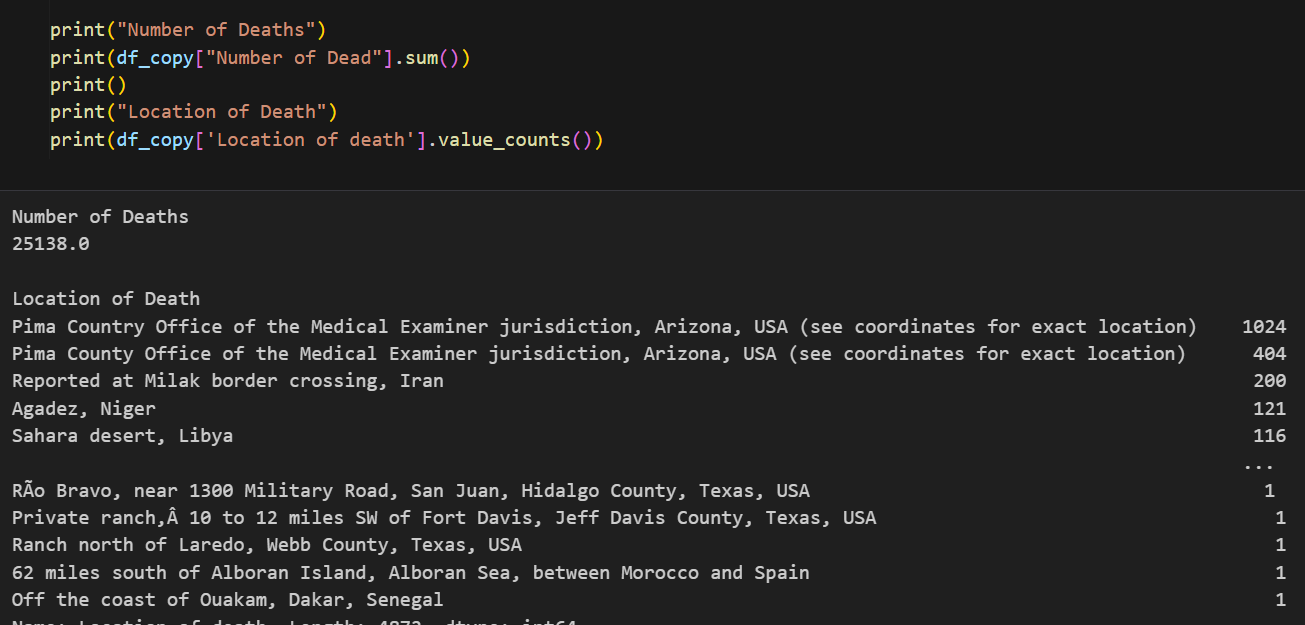 print("Number of Deaths")
print(df_copy["Number of Dead"].sum())
print()
print("Location of Death")
print(df_copy['Location of death'].value_counts())
Number of Deaths
25138.0
Location of Death
Pima Country Office of the Medical Examiner jurisdiction, Arizona, USA (see coordinates for exact location) 1024
Pima County Office of the Medical Examiner jurisdiction, Arizona, USA (see coordinates for exact location) 404
Reported at Milak border crossing, Iran 200
Agadez, Niger 121
Sahara desert, Libya 116
...
RÃo Bravo, near 1300 Military Road, San Juan, Hidalgo County, Texas, USA 1
Private ranch,Â 10 to 12 miles SW of Fort Davis, Jeff Davis County, Texas, USA 1
Ranch north of Laredo, Webb County, Texas, USA 1
62 miles south of Alboran Island, Alboran Sea, between Morocco and Spain 1
Off the coast of Ouakam, Dakar, Senegal 1
Name: Location of death, Length: dtype: int64